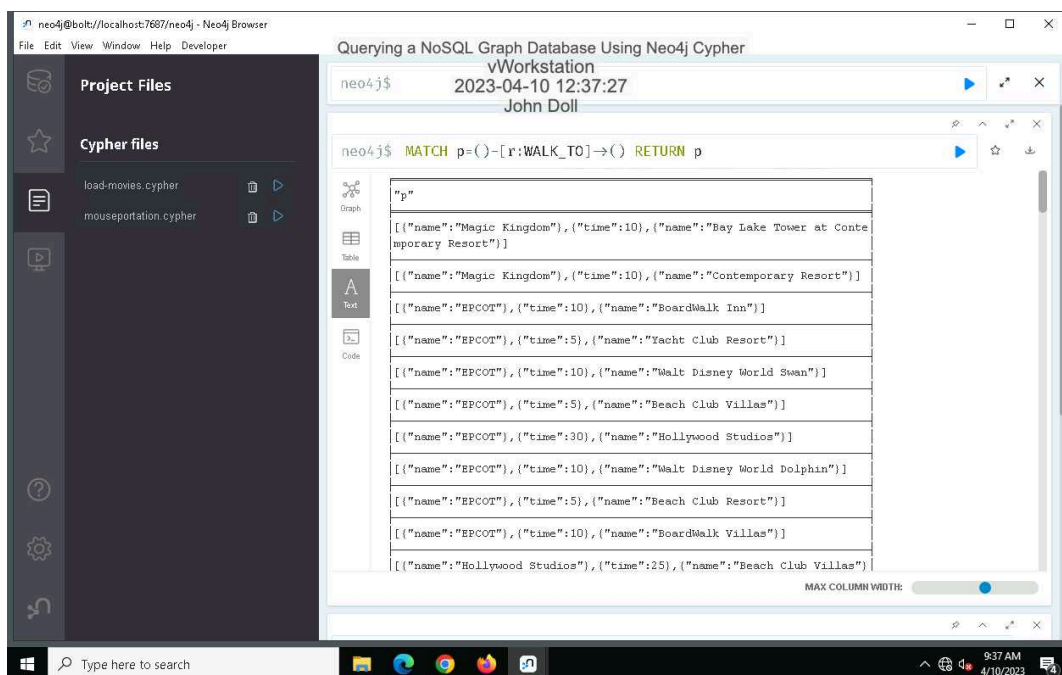 neo4j@bolt://localhost:7687/neo4j - Neo4j Browser
File Edit View Window Help Developer
Querying a NoSQL Graph Database Using Neo4j Cypher
vWorkstation
2023-04-10 12:37:27
John Doll
Project Files
neo4j$
Cypher files
neo4j$ MATCH p=()-[r:WALK_TO]→() RETURN p
load-movies.cypher
mouseportation.cypher
Graph
Table
A
Text
Code
"p"
[{"name":"Magic Kingdom"},{"time":10},{"name":"Bay Lake Tower at Conte
mporary Resort"}]
[{"name":"Magic Kingdom"},{"time":10},{"name":"Contemporary Resort"}]
[{"name":"EPCOT"},{"time":10},{"name":"BoardWalk Inn"}]
[{"name":"EPCOT"},{"time":5},{"name":"Yacht Club Resort"}]
[{"name":"EPCOT"},{"time":10},{"name":"Walt Disney World Swan"}]
[{"name":"EPCOT"},{"time":5},{"name":"Beach Club Villas"}]
[{"name":"EPCOT"},{"time":30},{"name":"Hollywood Studios"}]
[{"name":"EPCOT"},{"time":10},{"name":"Walt Disney World Dolphin"}]
[{"name":"EPCOT"},{"time":5},{"name":"Beach Club Resort"}]
[{"name":"EPCOT"},{"time":10},{"name":"BoardWalk Villas"}]
[{"name":"Hollywood Studios"},{"time":25},{"name":"Beach Club Villas"}
MAX COLUMN WIDTH:
Type here to search
9:37 AM
4/10/2023
4